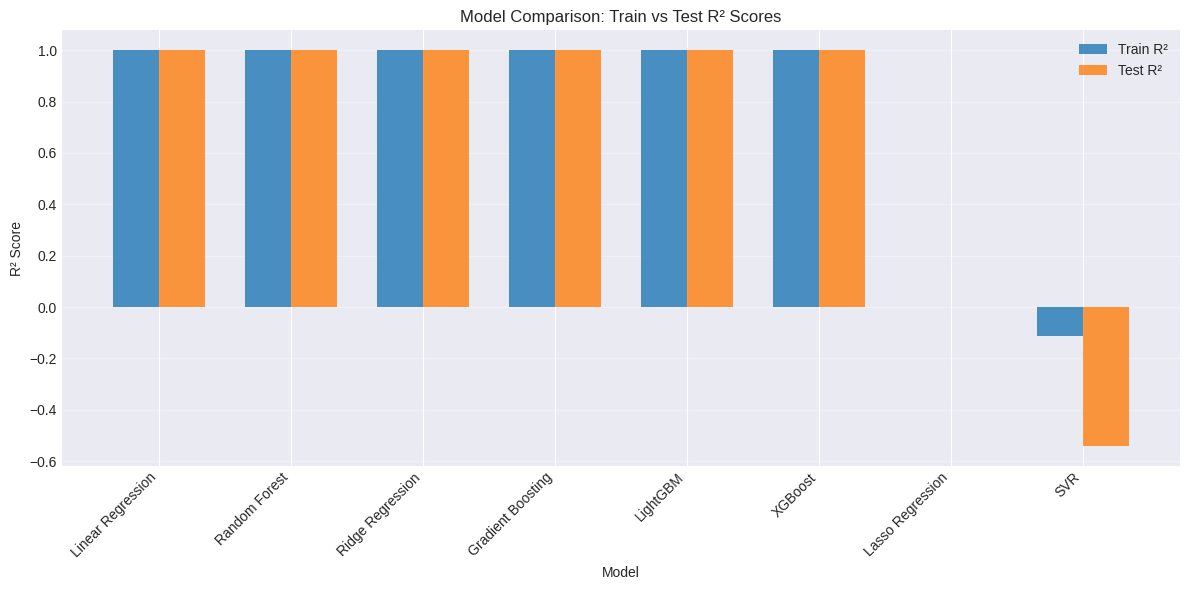 Model Comparison: Train vs Test R² Scores
Train R²
Test R²
1.0
0.8
0.6
0.4
0.2
0.0
−0.2
−0.4
−0.6
R² Score
Linear Regression
Random Forest
Ridge Regression
Gradient Boosting
LightGBM
XGBoost
Lasso Regression
SVR
Model